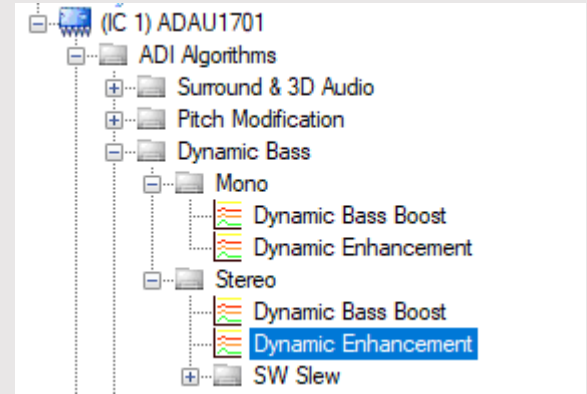 (IC 1) ADAU1701
ADI Algorithms
Surround & 3D Audio
Pitch Modification
Dynamic Bass
Mono
Dynamic Bass Boost
Dynamic Enhancement
Stereo
Dynamic Bass Boost
Dynamic Enhancement
SW Slew